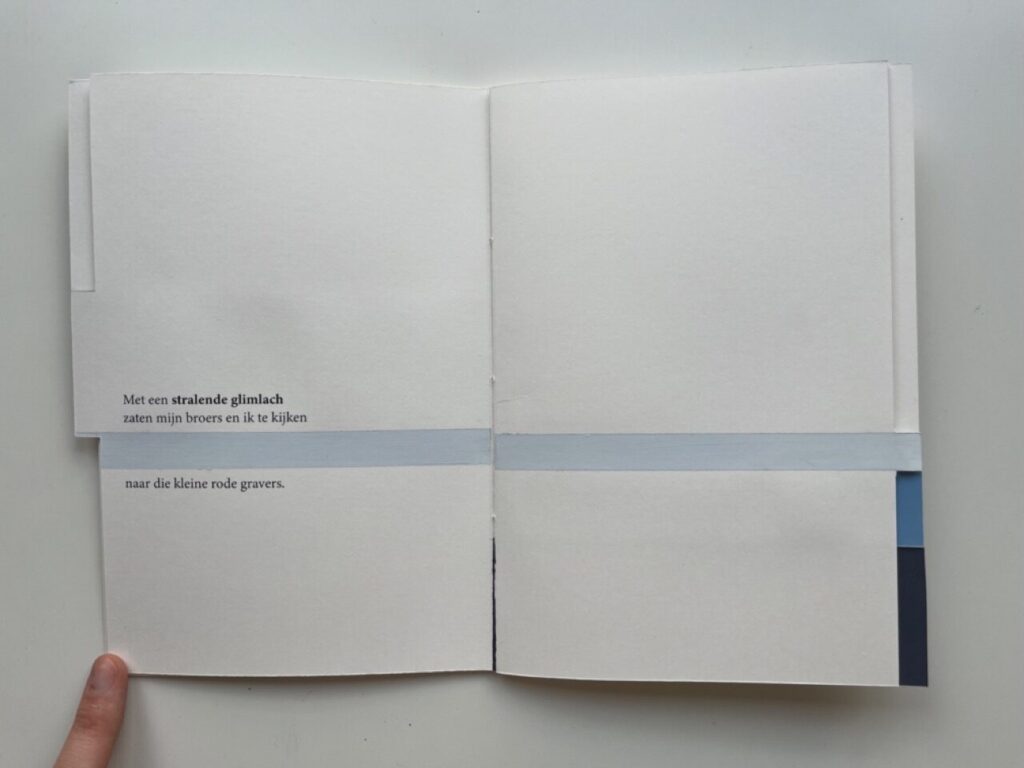 Met een stralende glimlach
zaten mijn broers en ik te kijken
naar die kleine rode gravers.